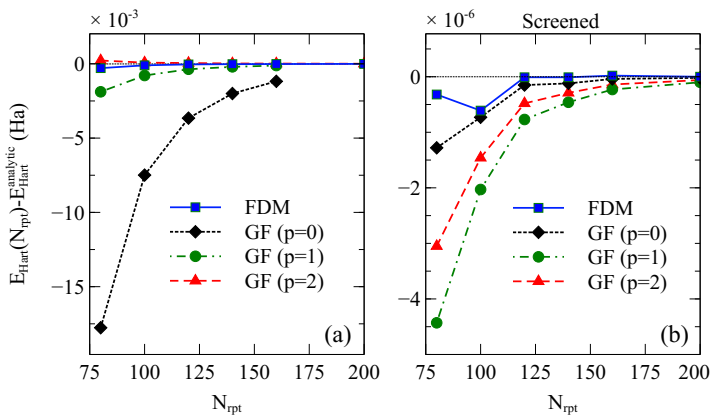 × 10⁻³
0
−5
−10
−15
E_Hart(N_rpt)-E_Hart^analytic (Ha)
FDM
GF (p=0)
GF (p=1)
GF (p=2)
(a)
75 100 125 150 175 200
N_rpt
× 10⁻⁶
Screened
0
−2
−4
FDM
GF (p=0)
GF (p=1)
GF (p=2)
(b)
75 100 125 150 175 200
N_rpt